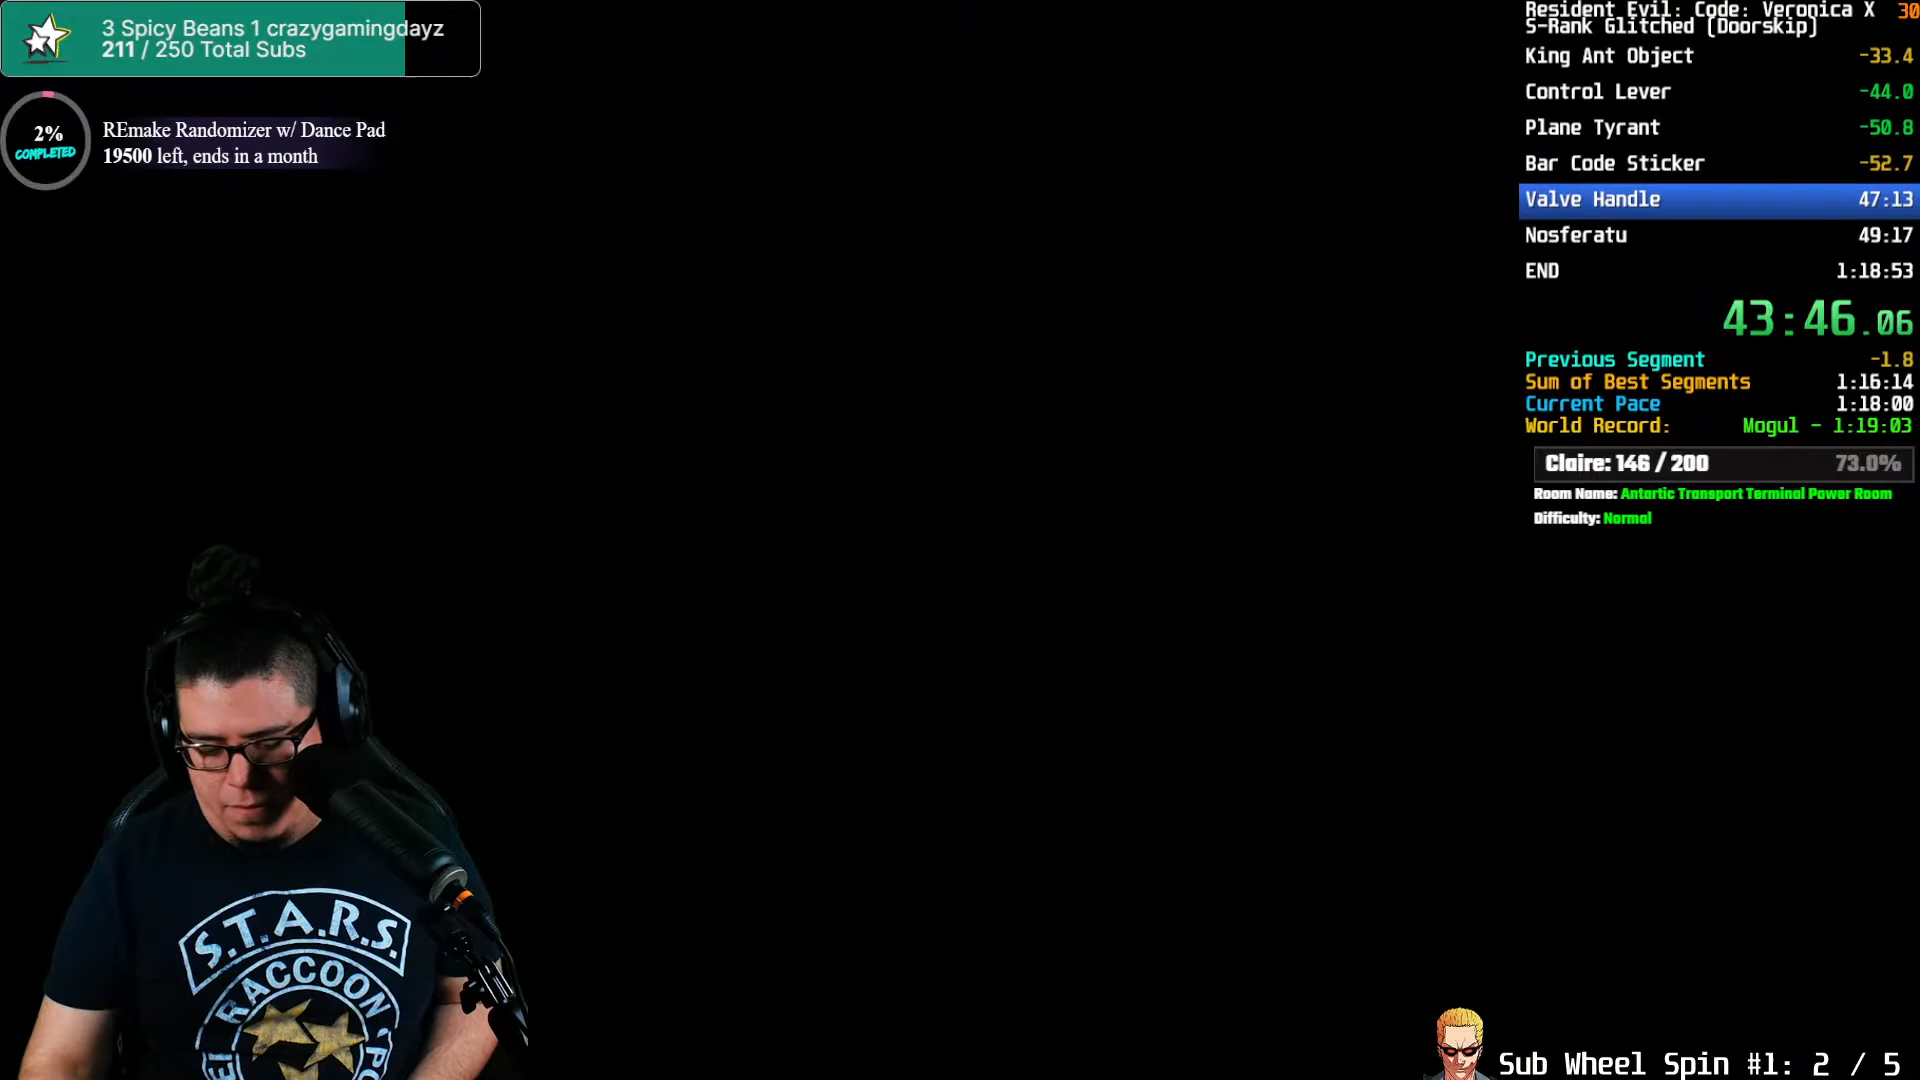 3 Spicy Beans 1 crazygamingdayz
211 / 250 Total Subs
2%
COMPLETED
REmake Randomizer w/ Dance Pad
19500 left, ends in a month
Resident Evil: Code: Veronica X 30
S-Rank Glitched (Doorskip)
King Ant Object -33.4
Control Lever -44.0
Plane Tyrant -50.8
Bar Code Sticker -52.7
Valve Handle 47:13
Nosferatu 49:17
END 1:18:53
43:46.06
Previous Segment -1.8
Sum of Best Segments 1:16:14
Current Pace 1:18:00
World Record: Mogul - 1:19:03
Claire: 146 / 200 73.0%
Room Name: Antartic Transport Terminal Power Room
Difficulty: Normal
S.T.A.R.S.
RACCOON
Sub Wheel Spin #1: 2 / 5